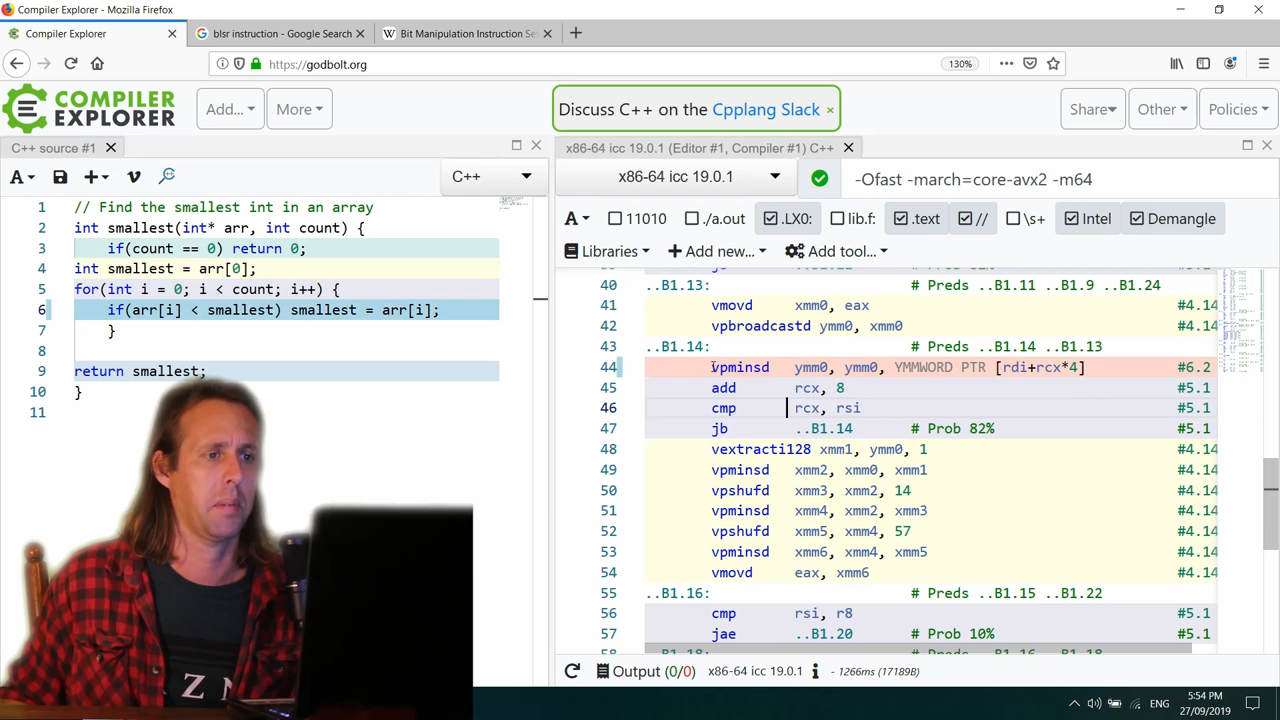 Compiler Explorer - Mozilla Firefox
Compiler Explorer
blsr instruction - Google Search
Bit Manipulation Instruction Se
https://godbolt.org
130%
COMPILER
EXPLORER
Add...
More
Discuss C++ on the Cpplang Slack ×
Share
Other
Policies
C++ source #1
x86-64 icc 19.0.1 (Editor #1, Compiler #1) C++
A
C++
x86-64 icc 19.0.1
-Ofast -march=core-avx2 -m64
A
11010
./a.out
.LX0:
lib.f:
.text
//
\s+
Intel
Demangle
Libraries
Add new...
Add tool...
1 // Find the smallest int in an array
2 int smallest(int* arr, int count) {
3 if(count == 0) return 0;
4 int smallest = arr[0];
5 for(int i = 0; i < count; i++) {
6 if(arr[i] < smallest) smallest = arr[i];
7 }
8
9 return smallest;
10 }
11
40 ..B1.13: # Preds ..B1.11 ..B1.9 ..B1.24
41 vmovd xmm0, eax #4.14
42 vpbroadcastd ymm0, xmm0 #4.14
43 ..B1.14: # Preds ..B1.14 ..B1.13
44 vpminsd ymm0, ymm0, YMMWORD PTR [rdi+rcx*4] #6.2
45 add rcx, 8 #5.1
46 cmp rcx, rsi #5.1
47 jb ..B1.14 # Prob 82% #5.1
48 vextracti128 xmm1, ymm0, 1 #4.14
49 vpminsd xmm2, xmm0, xmm1 #4.14
50 vpshufd xmm3, xmm2, 14 #4.14
51 vpminsd xmm4, xmm2, xmm3 #4.14
52 vpshufd xmm5, xmm4, 57 #4.14
53 vpminsd xmm6, xmm4, xmm5 #4.14
54 vmovd eax, xmm6 #4.14
55 ..B1.16: # Preds ..B1.15 ..B1.22
56 cmp rsi, r8 #5.1
57 jae ..B1.20 # Prob 10% #5.1
58
Output (0/0) x86-64 icc 19.0.1 i - 1266ms (17189B)
Z N
ENG
5:54 PM
27/09/2019